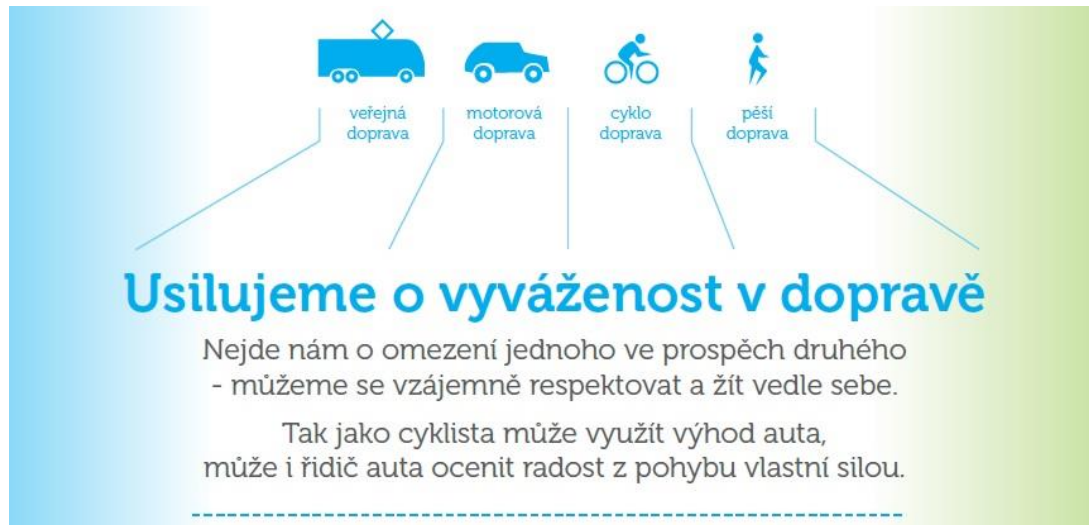 veřejná doprava
motorová doprava
cyklo doprava
pěší doprava
Usilujeme o vyváženost v dopravě
Nejde nám o omezení jednoho ve prospěch druhého
- můžeme se vzájemně respektovat a žít vedle sebe.
Tak jako cyklista může využít výhod auta,
může i řidič auta ocenit radost z pohybu vlastní silou.